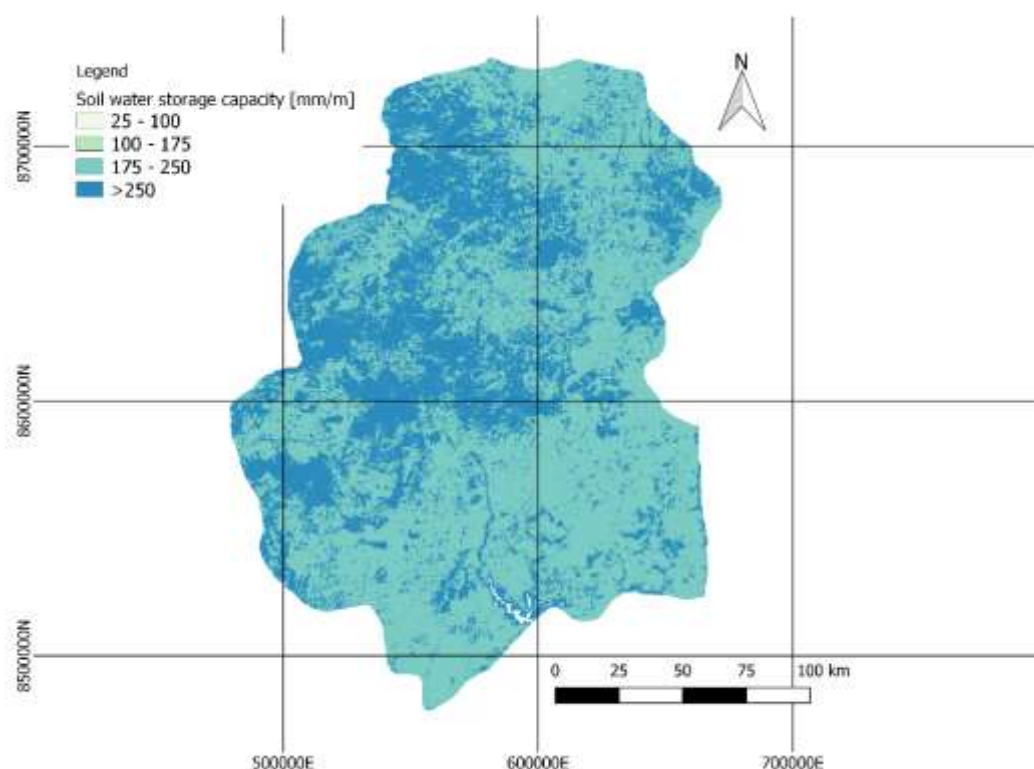 Legend
Soil water storage capacity [mm/m]
25 - 100
100 - 175
175 - 250
>250
N
8700000N
8600000N
8500000N
0 25 50 75 100 km
500000E 600000E 700000E